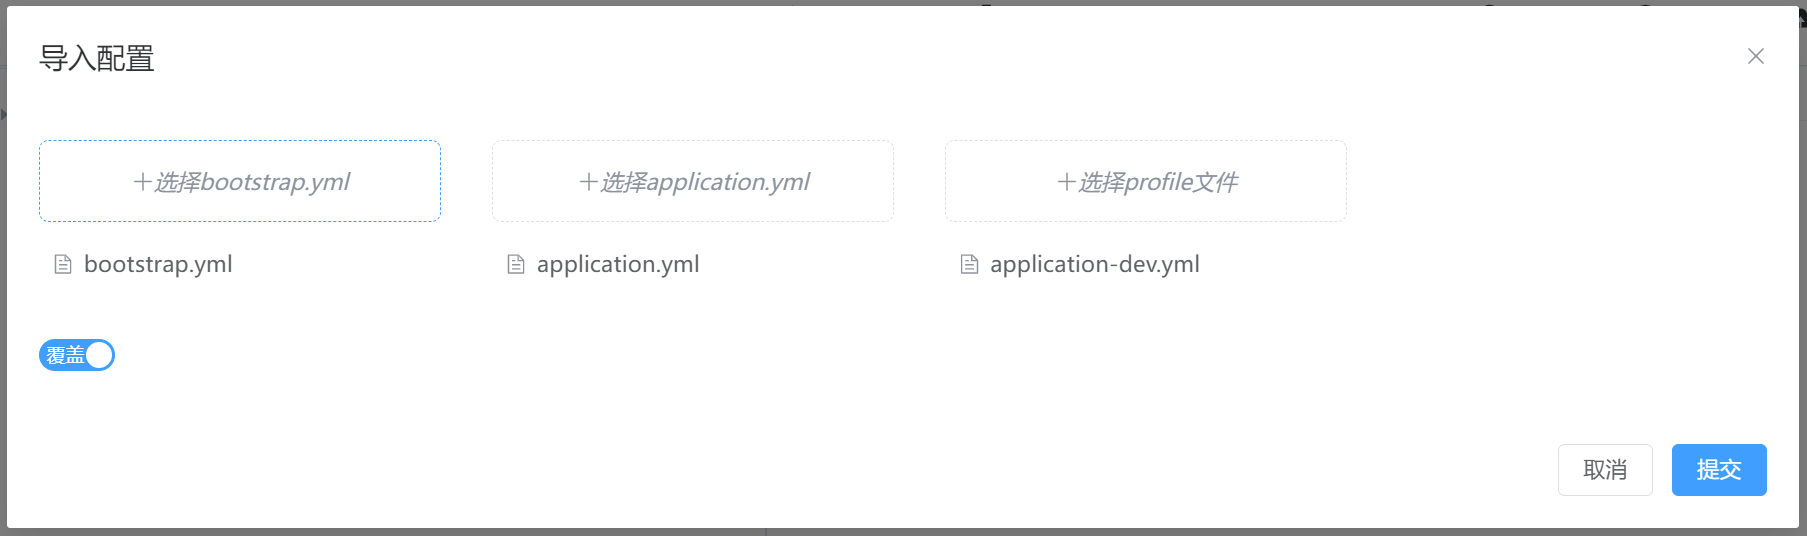 导入配置
选择bootstrap.yml
选择application.yml
选择profile文件
bootstrap.yml
application.yml
application-dev.yml
覆盖
取消
提交